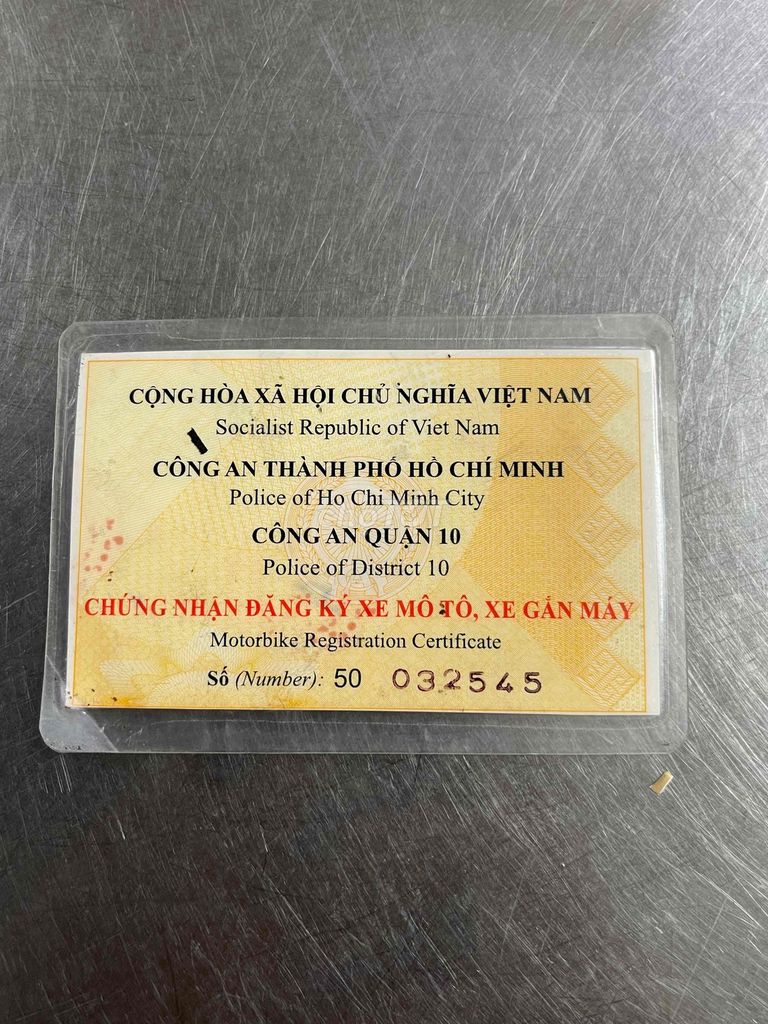 CỘNG HÒA XÃ HỘI CHỦ NGHĨA VIỆT NAM
Socialist Republic of Viet Nam
CÔNG AN THÀNH PHỐ HỒ CHÍ MINH
Police of Ho Chi Minh City
CÔNG AN QUẬN 10
Police of District 10
CHỨNG NHẬN ĐĂNG KÝ XE MÔ TÔ, XE GẮN MÁY
Motorbike Registration Certificate
Số (Number): 50 032545